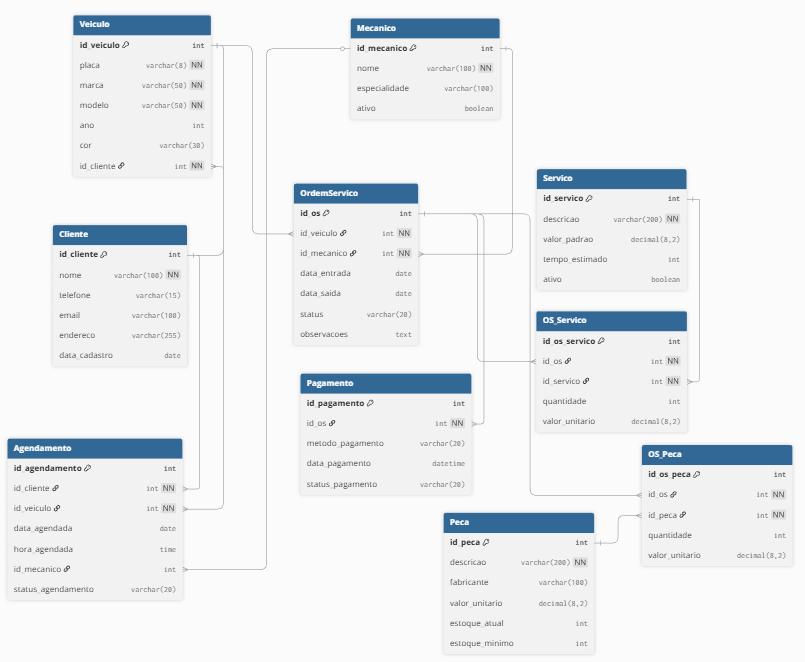 Veiculo
id_veiculo int
placa varchar(8) NN
marca varchar(50) NN
modelo varchar(50) NN
ano int
cor varchar(30)
id_cliente int NN
Mecanico
id_mecanico int
nome varchar(100) NN
especialidade varchar(100)
ativo boolean
OrdemServico
id_os int
id_veiculo int NN
id_mecanico int NN
data_entrada date
data_saida date
status varchar(20)
observacoes text
Servico
id_servico int
descricao varchar(200) NN
valor_padrao decimal(8,2)
tempo_estimado int
ativo boolean
Cliente
id_cliente int
nome varchar(100) NN
telefone varchar(15)
email varchar(100)
endereco varchar(255)
data_cadastro date
OS_Servico
id_os_servico int
id_os int NN
id_servico int NN
quantidade int
valor_unitario decimal(8,2)
Pagamento
id_pagamento int
id_os int NN
metodo_pagamento varchar(20)
data_pagamento datetime
status_pagamento varchar(20)
Agendamento
id_agendamento int
id_cliente int NN
id_veiculo int NN
data_agendada date
hora_agendada time
id_mecanico int
status_agendamento varchar(20)
OS_Peca
id_os_peca int
id_os int NN
id_peca int NN
quantidade int
valor_unitario decimal(8,2)
Peca
id_peca int
descricao varchar(200) NN
fabricante varchar(100)
valor_unitario decimal(8,2)
estoque_atual int
estoque_minimo int